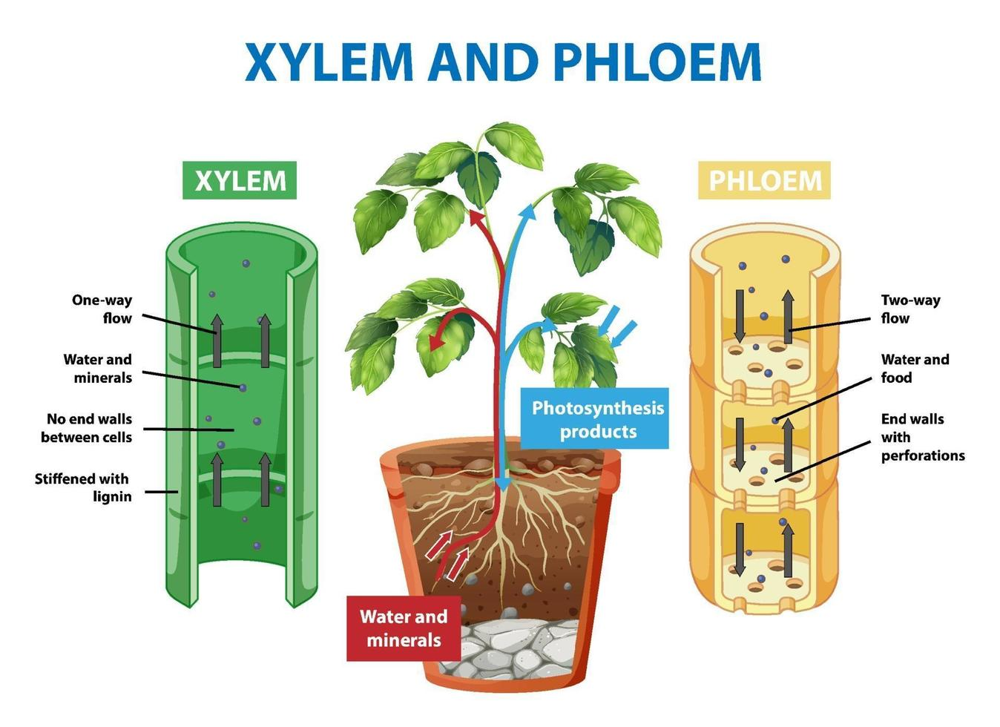 XYLEM AND PHLOEM
XYLEM
One-way
flow
Water and
minerals
No end walls
between cells
Stiffened with
lignin
Photosynthesis
products
Water and
minerals
PHLOEM
Two-way
flow
Water and
food
End walls
with
perforations